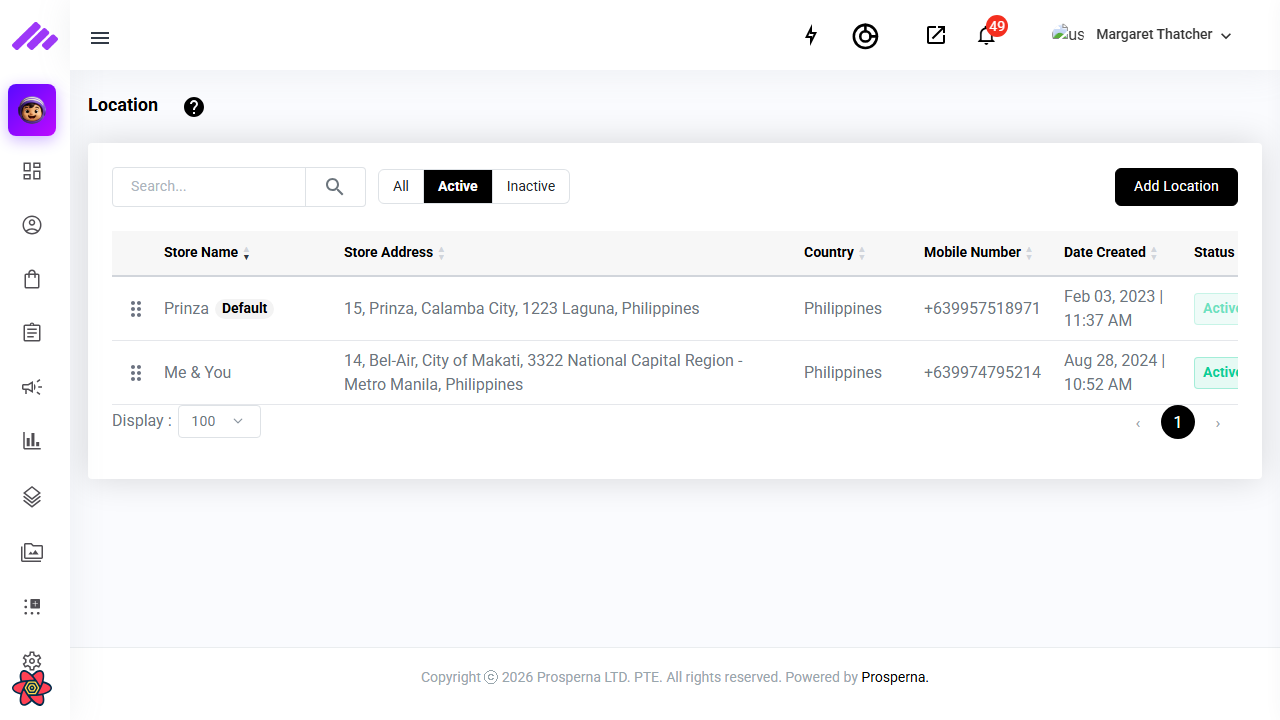 49
us
Margaret Thatcher
Location
Search...
All
Active
Inactive
Add Location
Store Name
Store Address
Country
Mobile Number
Date Created
Status
Prinza Default
15, Prinza, Calamba City, 1223 Laguna, Philippines
Philippines
+639957518971
Feb 03, 2023 |
11:37 AM
Active
Me & You
14, Bel-Air, City of Makati, 3322 National Capital Region -
Metro Manila, Philippines
Philippines
+639974795214
Aug 28, 2024 |
10:52 AM
Active
Display : 100
‹ 1 ›
Copyright ⓒ 2026 Prosperna LTD. PTE. All rights reserved. Powered by Prosperna.